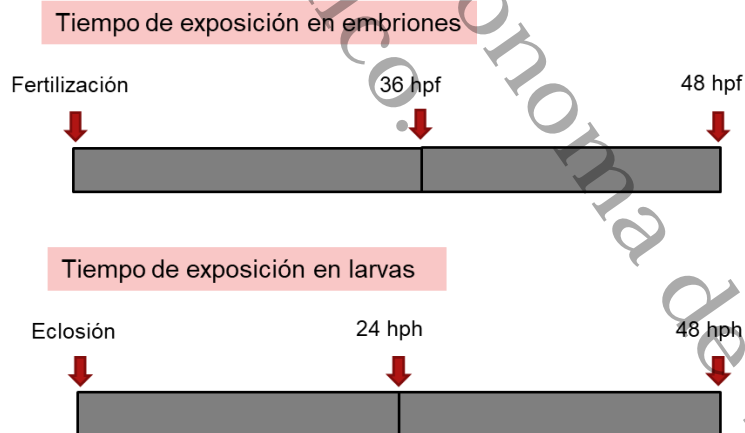 Tiempo de exposición en embriones
Fertilización 36 hpf 48 hpf
Tiempo de exposición en larvas
Eclosión 24 hph 48 hph
onoma de
ico.